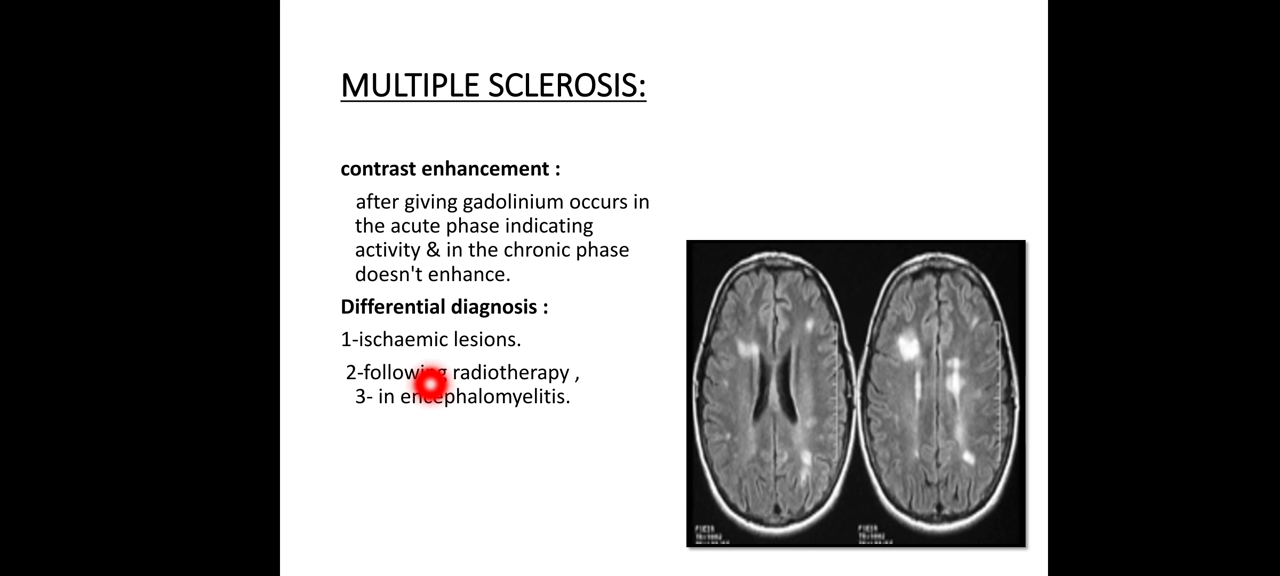 MULTIPLE SCLEROSIS:
contrast enhancement :
after giving gadolinium occurs in
the acute phase indicating
activity & in the chronic phase
doesn't enhance.
Differential diagnosis :
1-ischaemic lesions.
2-following radiotherapy ,
3- in encephalomyelitis.